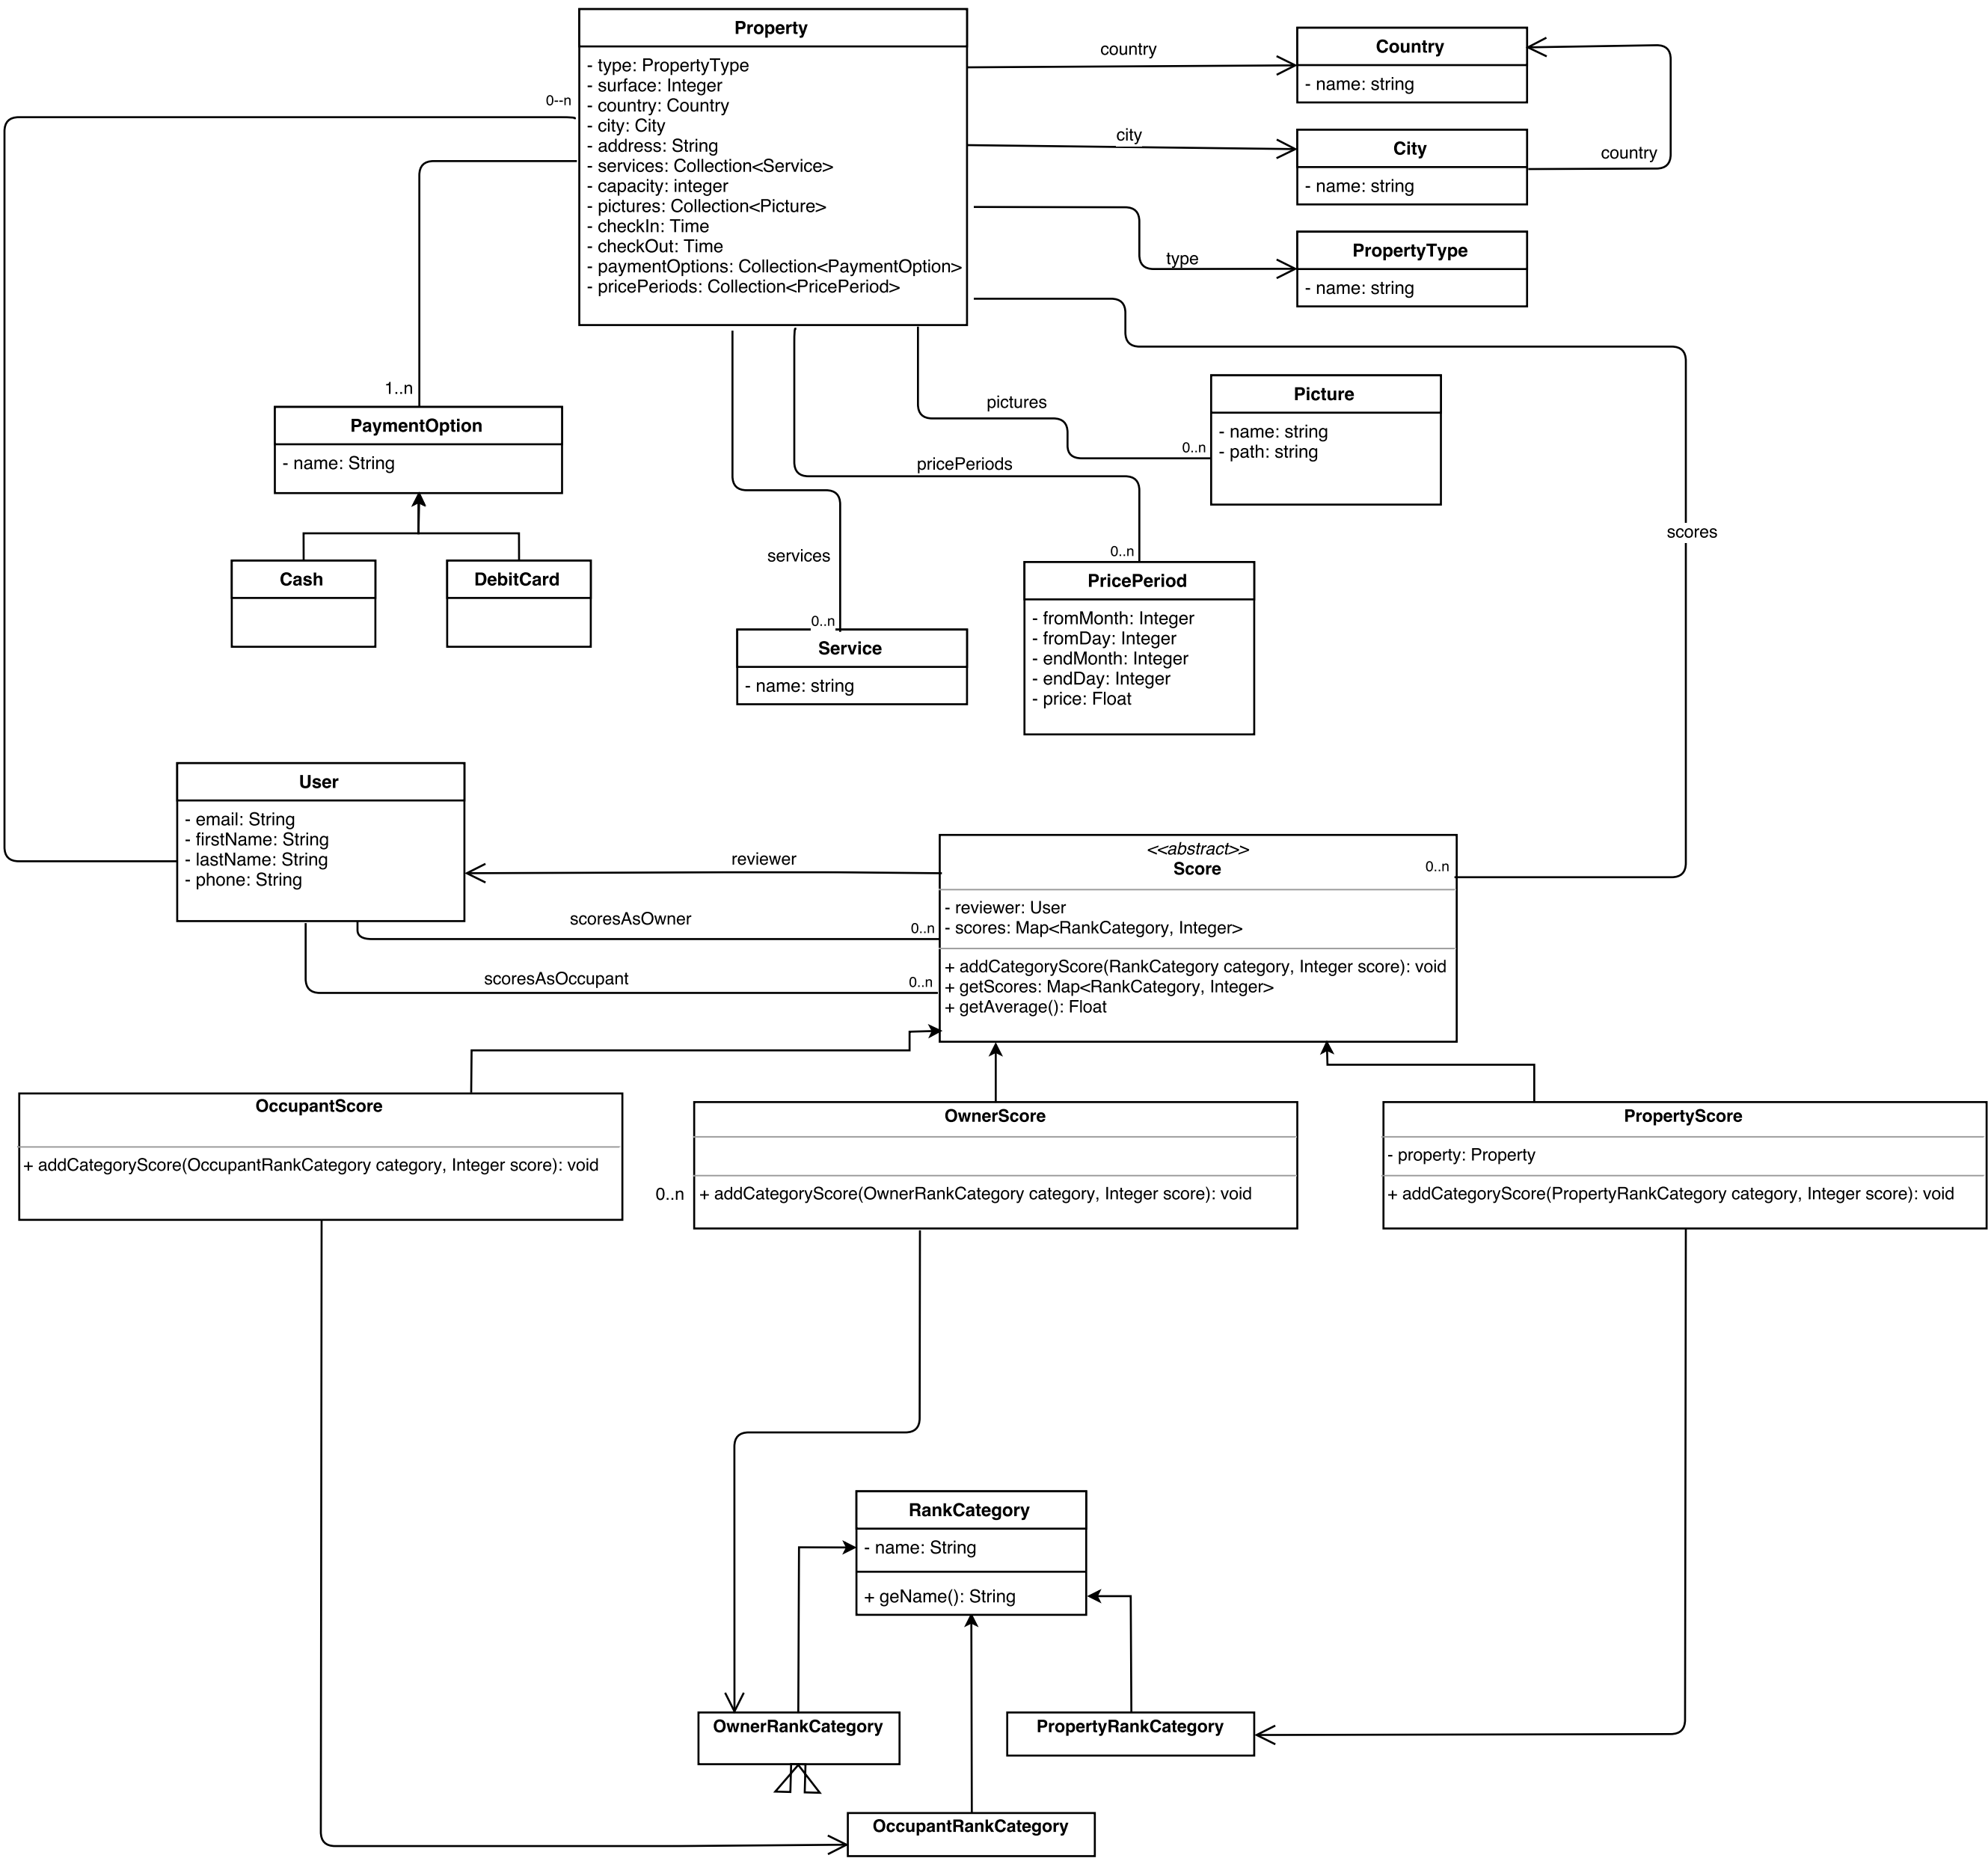 Property
- type: PropertyType
- surface: Integer
- country: Country
- city: City
- address: String
- services: Collection<Service>
- capacity: integer
- pictures: Collection<Picture>
- checkIn: Time
- checkOut: Time
- paymentOptions: Collection<PaymentOption>
- pricePeriods: Collection<PricePeriod>
country
Country
- name: string
city
City
- name: string
country
type
PropertyType
- name: string
0--n
1..n
PaymentOption
- name: String
Cash
DebitCard
pictures
0..n
Picture
- name: string
- path: string
pricePeriods
0..n
PricePeriod
- fromMonth: Integer
- fromDay: Integer
- endMonth: Integer
- endDay: Integer
- price: Float
services
0..n
Service
- name: string
scores
User
- email: String
- firstName: String
- lastName: String
- phone: String
reviewer
scoresAsOwner
0..n
scoresAsOccupant
0..n
<<abstract>>
Score
0..n
- reviewer: User
- scores: Map<RankCategory, Integer>
+ addCategoryScore(RankCategory category, Integer score): void
+ getScores: Map<RankCategory, Integer>
+ getAverage(): Float
OccupantScore
+ addCategoryScore(OccupantRankCategory category, Integer score): void
OwnerScore
0..n
+ addCategoryScore(OwnerRankCategory category, Integer score): void
PropertyScore
- property: Property
+ addCategoryScore(PropertyRankCategory category, Integer score): void
RankCategory
- name: String
+ geName(): String
OwnerRankCategory
PropertyRankCategory
OccupantRankCategory